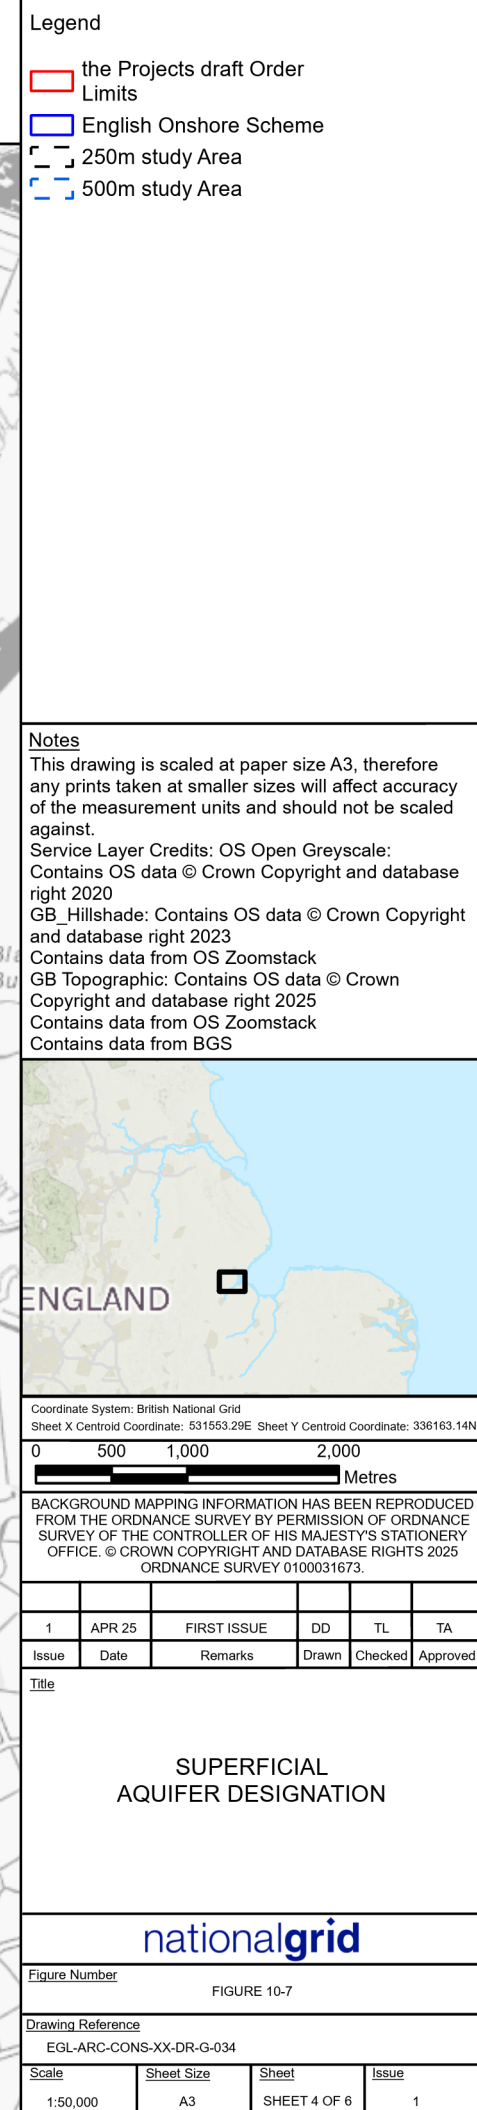 Legend
the Projects draft Order
Limits
English Onshore Scheme
250m study Area
500m study Area
Notes
This drawing is scaled at paper size A3, therefore
any prints taken at smaller sizes will affect accuracy
of the measurement units and should not be scaled
against.
Service Layer Credits: OS Open Greyscale:
Contains OS data © Crown Copyright and database
right 2020
GB_Hillshade: Contains OS data © Crown Copyright
and database right 2023
Contains data from OS Zoomstack
GB Topographic: Contains OS data © Crown
Copyright and database right 2025
Contains data from OS Zoomstack
Contains data from BGS
ENGLAND
Coordinate System: British National Grid
Sheet X Centroid Coordinate: 531553.29E Sheet Y Centroid Coordinate: 336163.14N
0 500 1,000 2,000
Metres
BACKGROUND MAPPING INFORMATION HAS BEEN REPRODUCED
FROM THE ORDNANCE SURVEY BY PERMISSION OF ORDNANCE
SURVEY OF THE CONTROLLER OF HIS MAJESTY'S STATIONERY
OFFICE. © CROWN COPYRIGHT AND DATABASE RIGHTS 2025
ORDNANCE SURVEY 0100031673.
1 APR 25 FIRST ISSUE DD TL TA
Issue Date Remarks Drawn Checked Approved
Title
SUPERFICIAL
AQUIFER DESIGNATION
nationalgrid
Figure Number
FIGURE 10-7
Drawing Reference
EGL-ARC-CONS-XX-DR-G-034
Scale Sheet Size Sheet Issue
1:50,000 A3 SHEET 4 OF 6 1